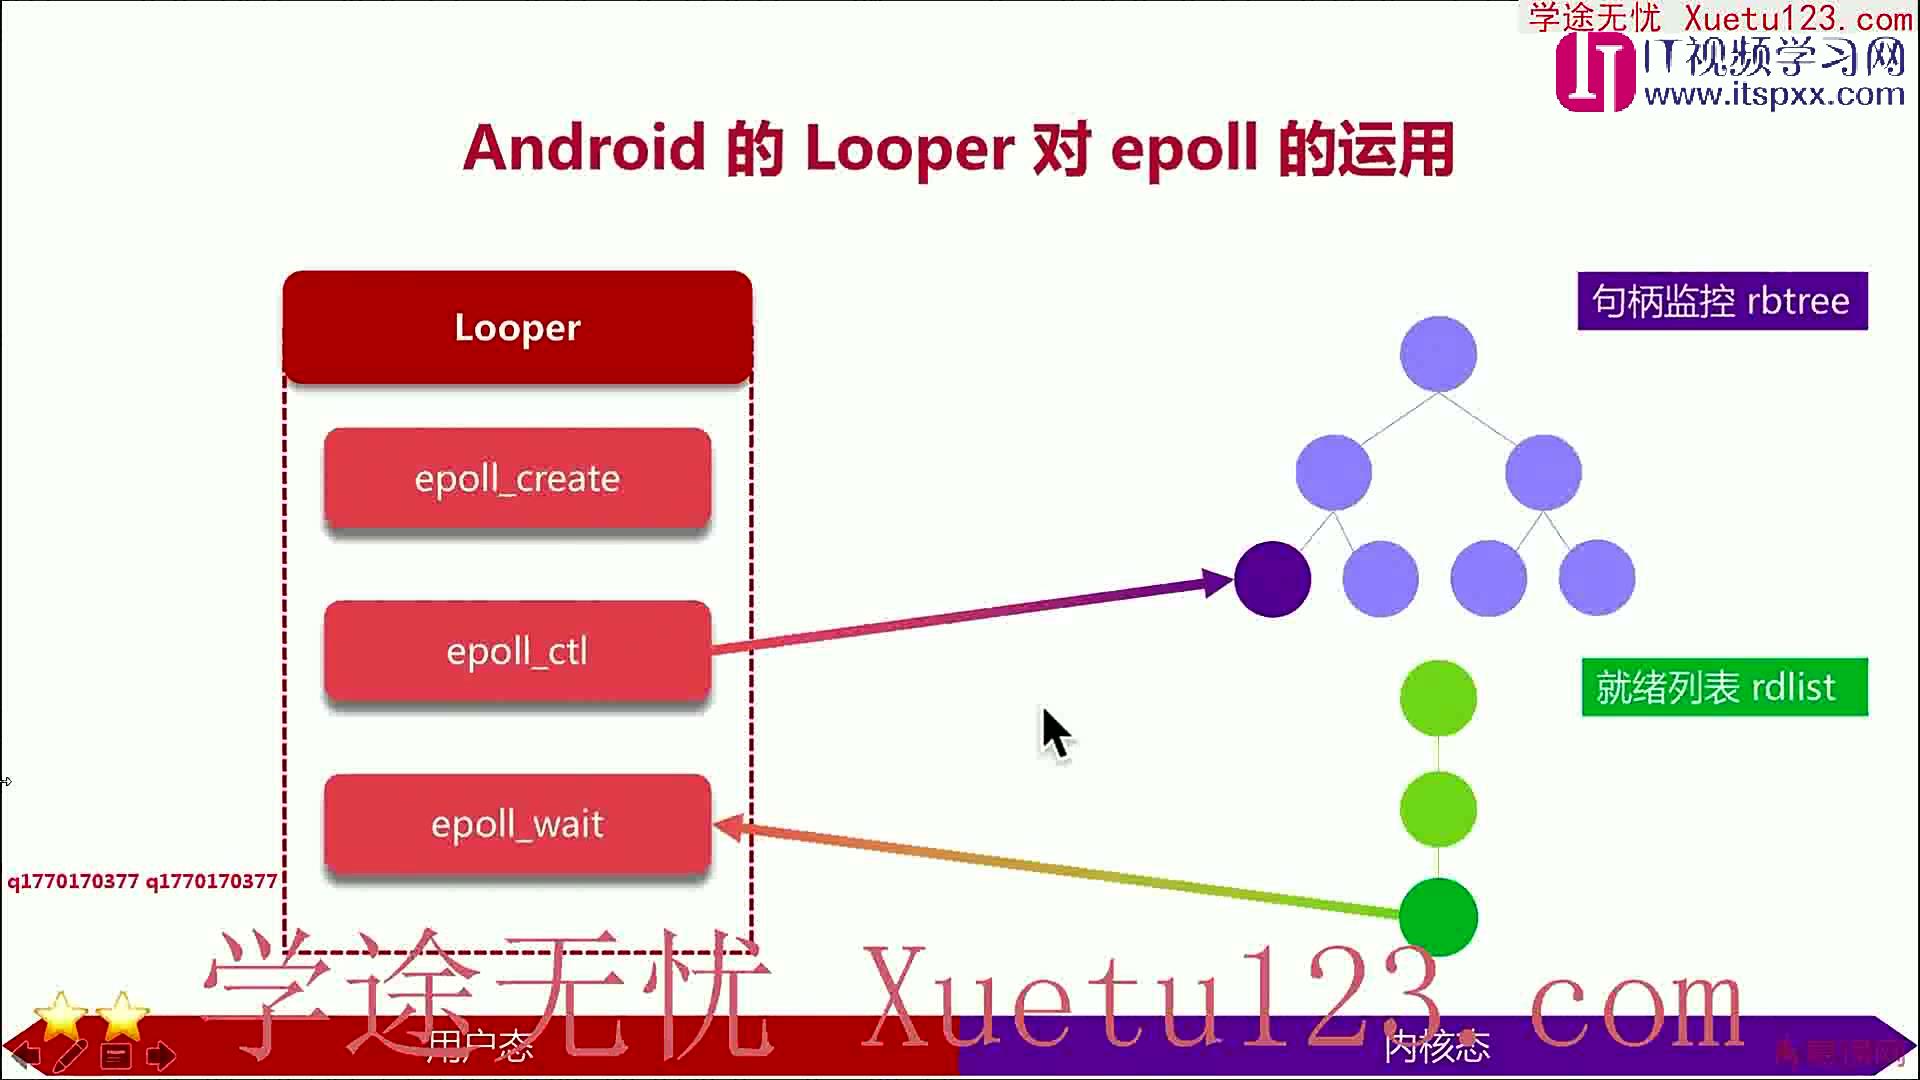 学途无忧 Xuetu123.com
IT视频学习网
www.itspxx.com
Android 的 Looper 对 epoll 的运用
Looper
句柄监控 rbtree
epoll_create
epoll_ctl
就绪列表 rdlist
epoll_wait
q1770170377 q1770170377
学途无忧 Xuetu123.com
用户态
内核态